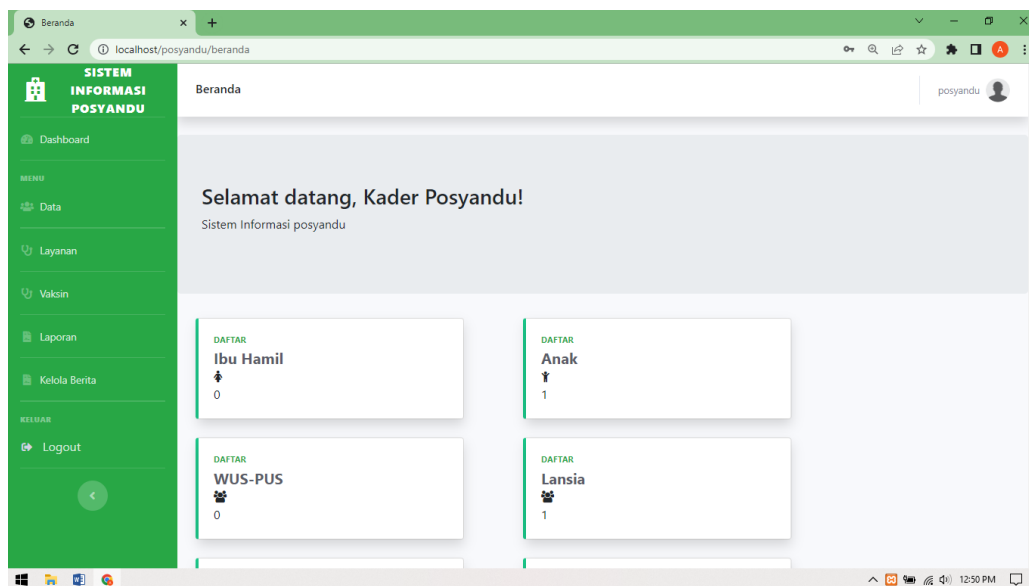 Beranda
localhost/posyandu/beranda
A
SISTEM
INFORMASI
POSYANDU
Beranda
posyandu
Dashboard
MENU
Data
Layanan
Vaksin
Laporan
Kelola Berita
KELUAR
Logout
Selamat datang, Kader Posyandu!
Sistem Informasi posyandu
DAFTAR
Ibu Hamil
0
DAFTAR
Anak
1
DAFTAR
WUS-PUS
0
DAFTAR
Lansia
1
12:50 PM